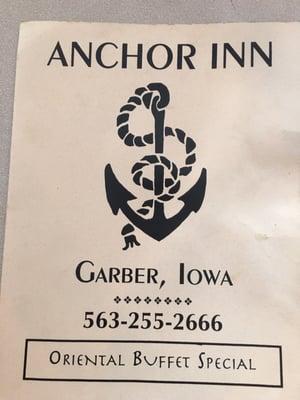 ANCHOR INN
GARBER, IOWA
563-255-2666
ORIENTAL BUFFET SPECIAL